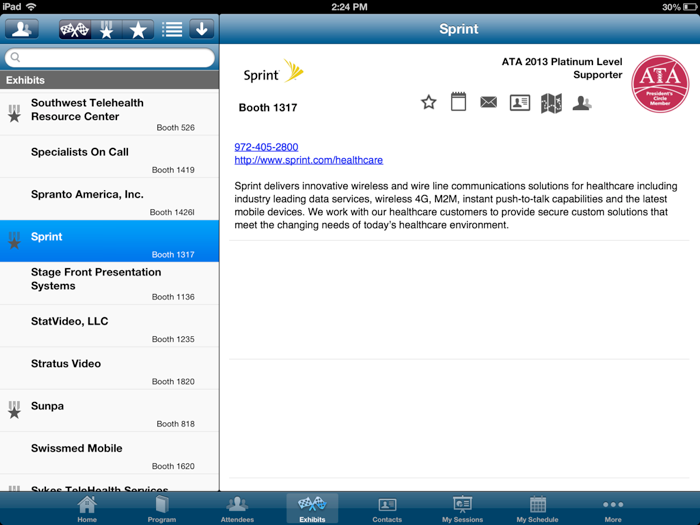 iPad
2:24 PM
30%
Sprint
Exhibits
Southwest Telehealth
Resource Center
Booth 526
Specialists On Call
Booth 1419
Spranto America, Inc.
Booth 1426I
Sprint
Booth 1317
Stage Front Presentation
Systems
Booth 1136
StatVideo, LLC
Booth 1235
Stratus Video
Booth 1820
Sunpa
Booth 818
Swissmed Mobile
Booth 1620
Sykes TeleHealth Services
Sprint
ATA 2013 Platinum Level
Supporter
ATA
President's
Circle
Member
Booth 1317
972-405-2800
http://www.sprint.com/healthcare
Sprint delivers innovative wireless and wire line communications solutions for healthcare including
industry leading data services, wireless 4G, M2M, instant push-to-talk capabilities and the latest
mobile devices. We work with our healthcare customers to provide secure custom solutions that
meet the changing needs of today's healthcare environment.
Home
Program
Attendees
Exhibits
Contacts
My Sessions
My Schedule
More